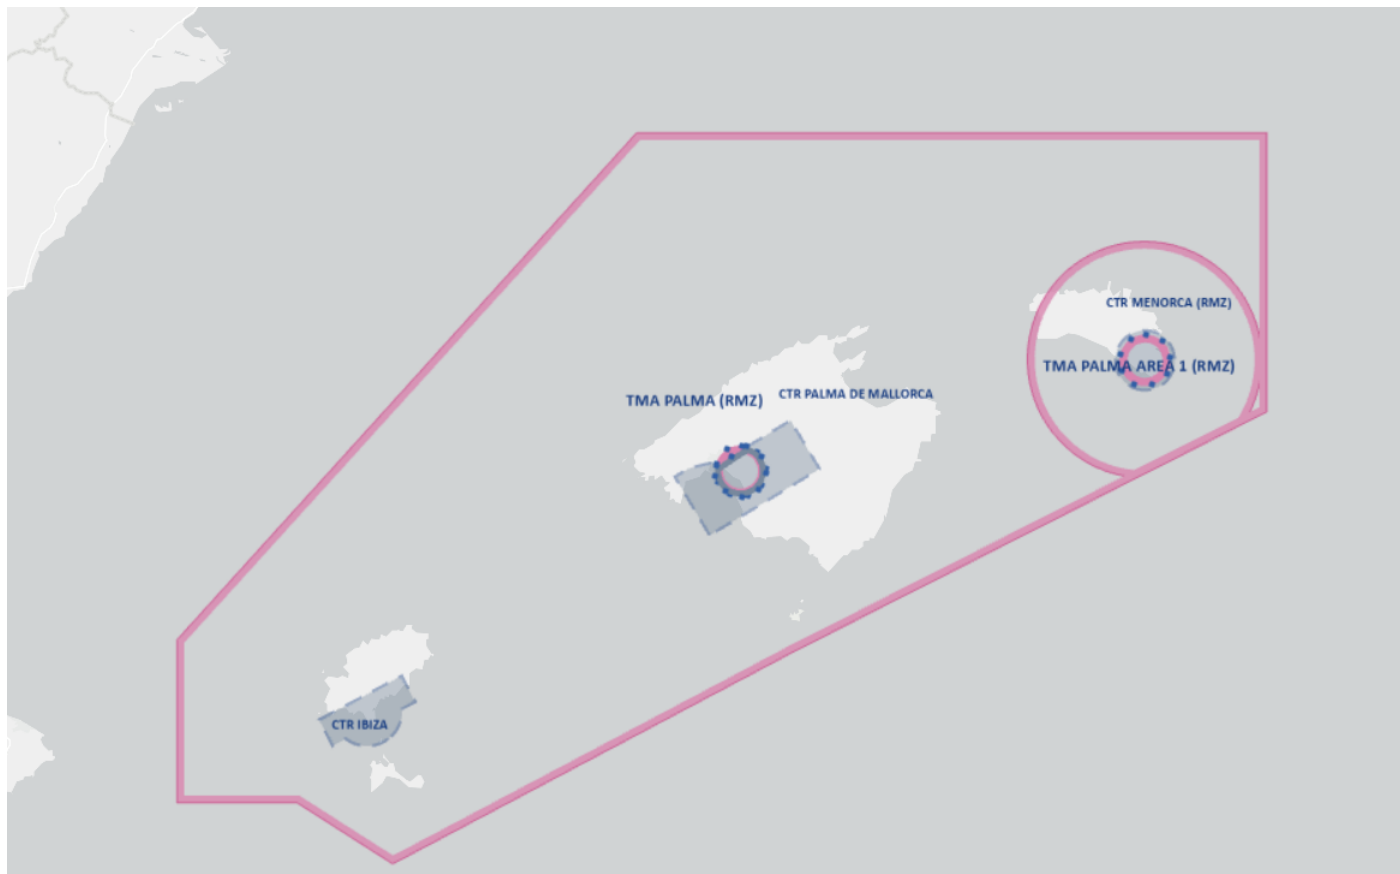 CTR MENORCA (RMZ)
TMA PALMA AREA 1 (RMZ)
TMA PALMA (RMZ)
CTR PALMA DE MALLORCA
CTR IBIZA